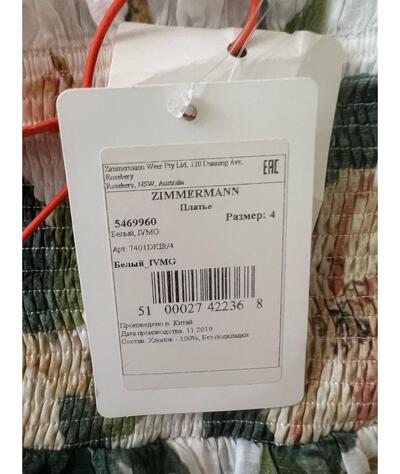 Zimmermann Wear Pty Ltd, 120 Dunning Ave,
Rosebery
Rosebery, NSW, Australia
EAC
ZIMMERMANN
Платье
5469960
Размер: 4
Белый, IVMG
Арт. 7401DKIR/4
Белый_IVMG
51 00027 42236 8
Произведено в: Китай
Дата производства: 11.2019
Состав: Хлопок - 100%, Без подкладки